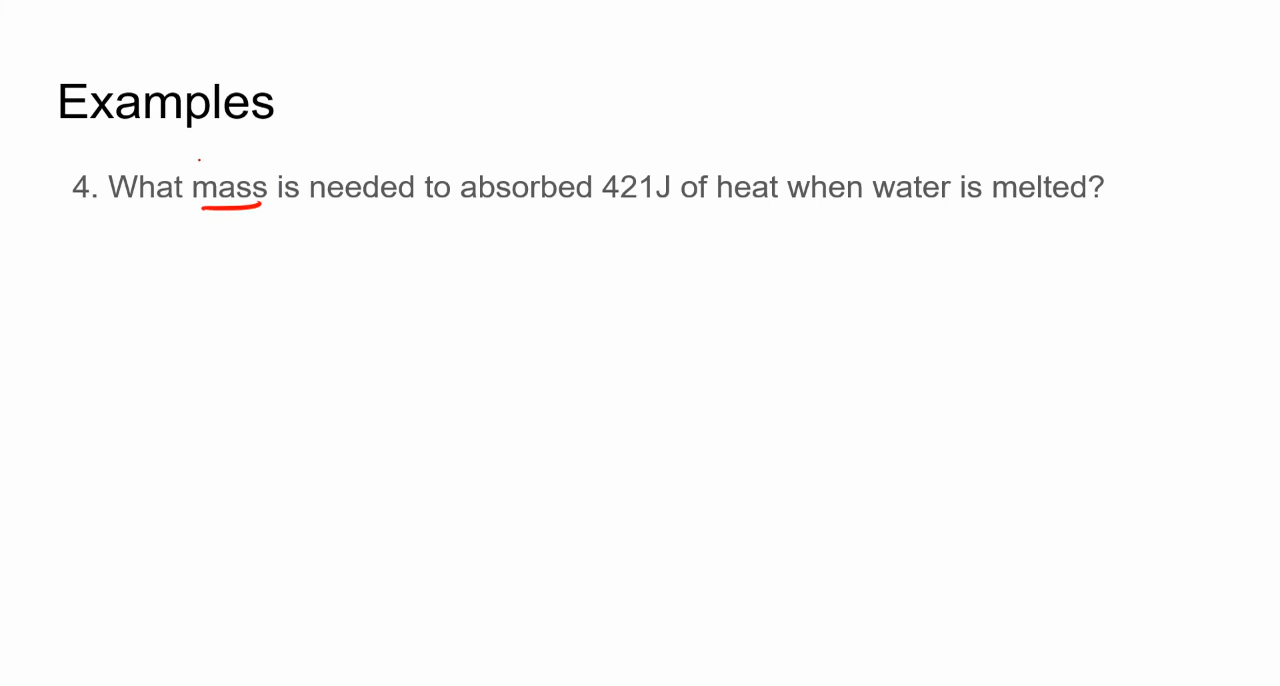 Examples
4. What mass is needed to absorbed 421J of heat when water is melted?